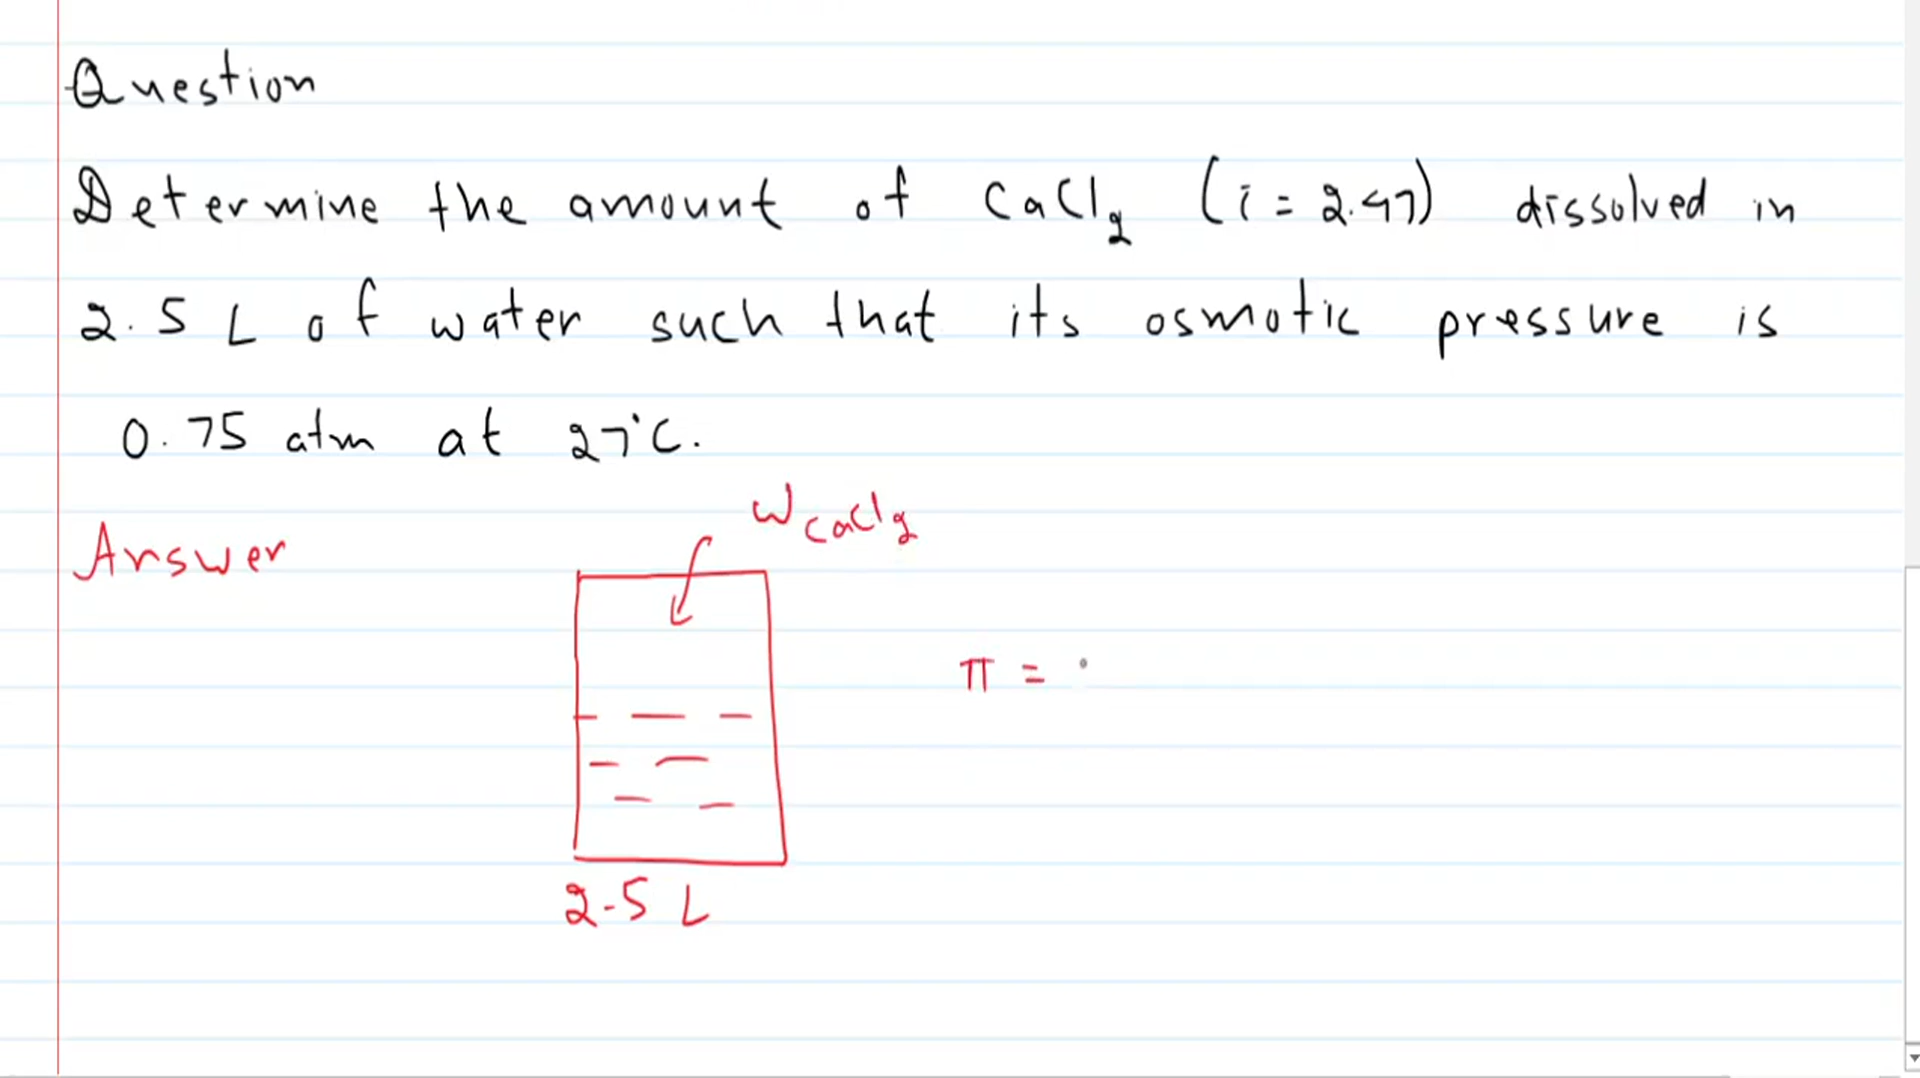 Question
Determine the amount of CaCl₂ (i = 2.47) dissolved in
2.5 L of water such that its osmotic pressure is
0.75 atm at 27°C.
W CaCl₂
Answer
π =
2.5 L